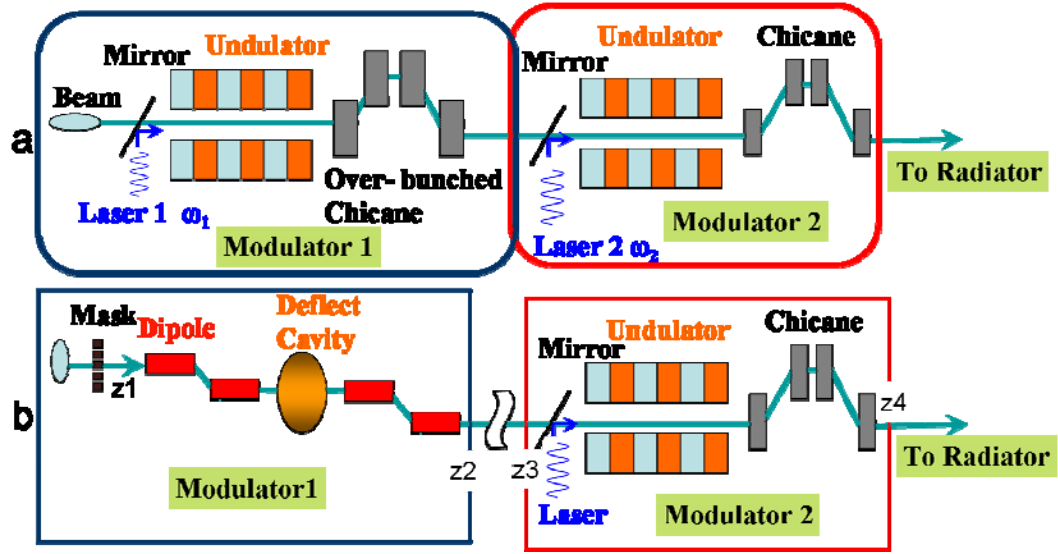 a
Beam
Mirror
Undulator
Over- bunched
Chicane
Laser 1 ω1
Modulator 1
Mirror
Undulator
Chicane
Laser 2 ω2
Modulator 2
To Radiator
b
Mask
z1
Dipole
Deflect
Cavity
Modulator1
z2
z3
Mirror
Undulator
Chicane
z4
Laser
Modulator 2
To Radiator